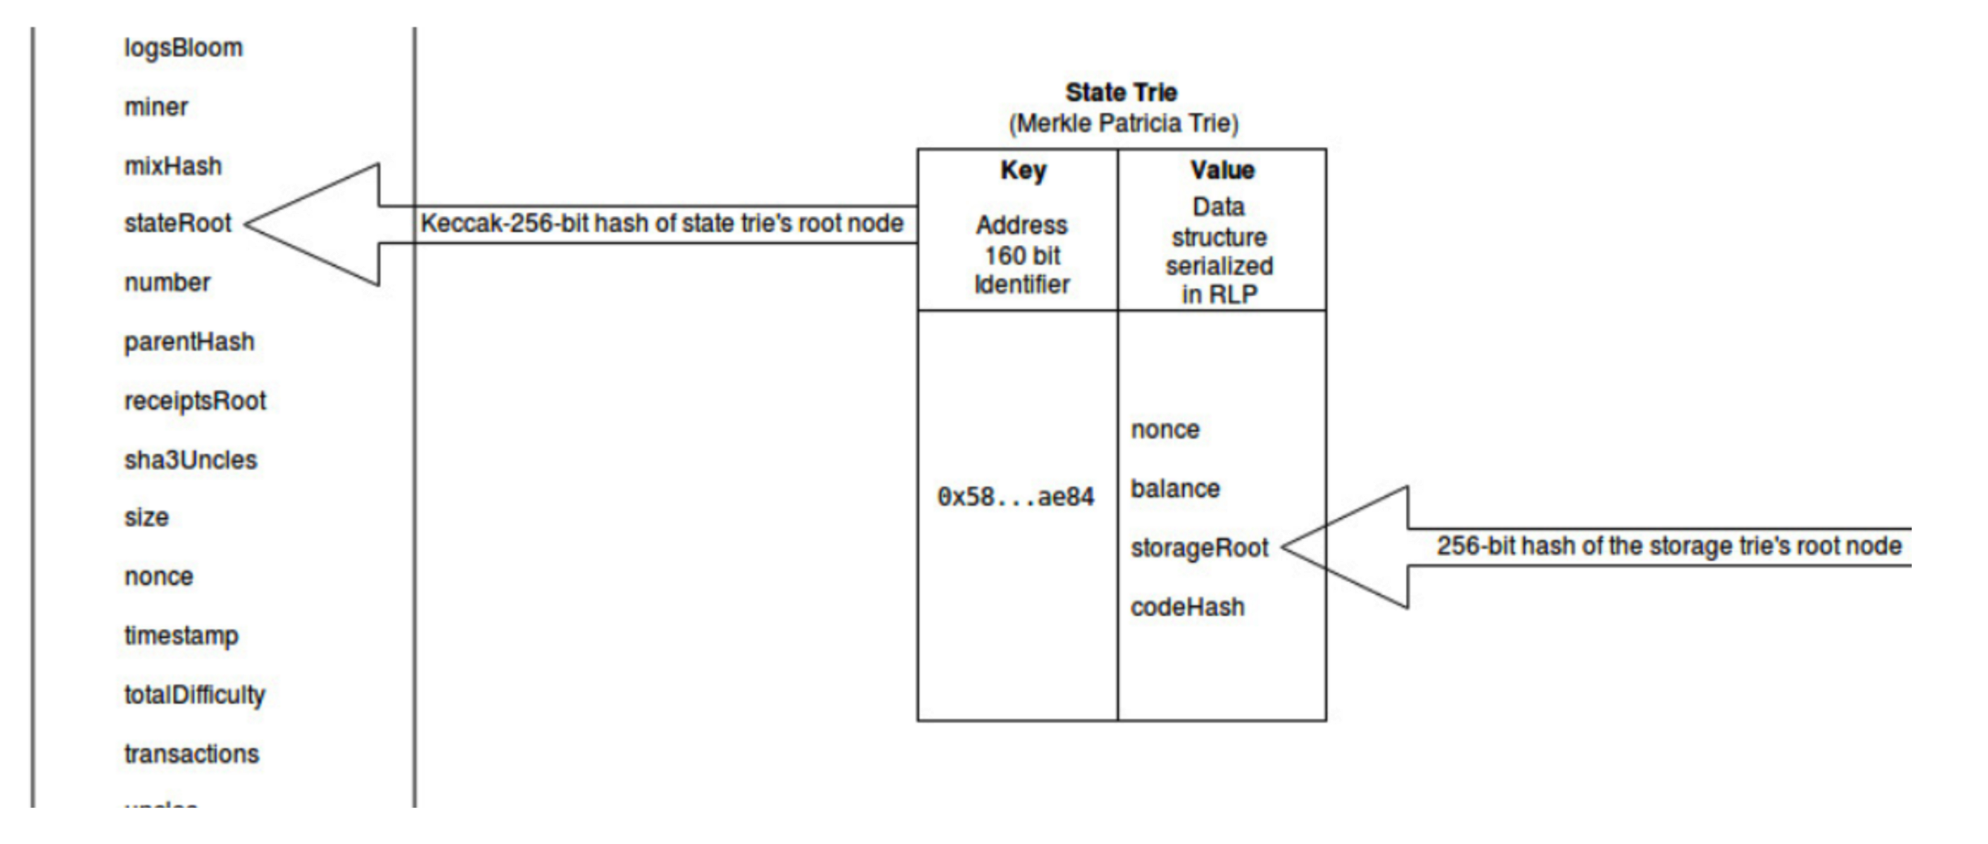 logsBloom
miner
mixHash
stateRoot
number
parentHash
receiptsRoot
sha3Uncles
size
nonce
timestamp
totalDifficulty
transactions
Keccak-256-bit hash of state trie's root node
State Trie
(Merkle Patricia Trie)
Key
Address
160 bit
Identifier
Value
Data
structure
serialized
in RLP
0x58...ae84
nonce
balance
storageRoot
codeHash
256-bit hash of the storage trie's root node